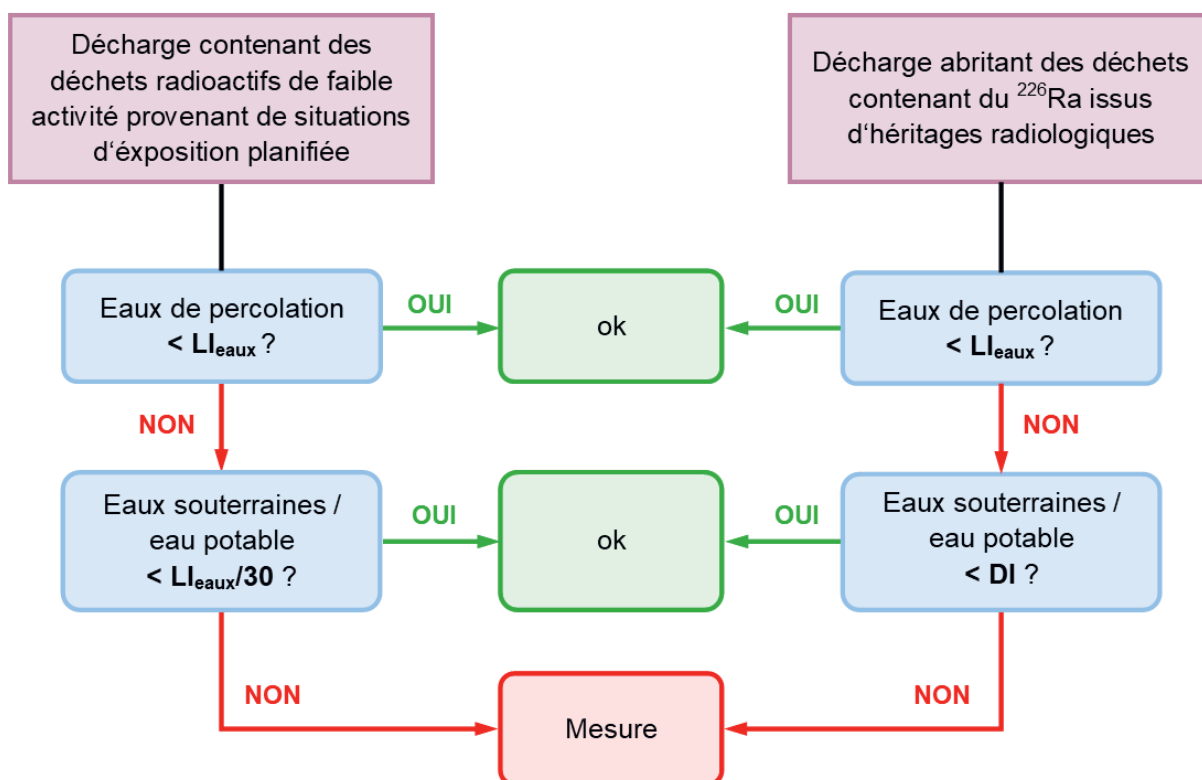 Décharge contenant des
déchets radioactifs de faible
activité provenant de situations
d‘éxposition planifiée
Décharge abritant des déchets
contenant du ²²⁶Ra issus
d‘héritages radiologiques
Eaux de percolation
< LIeaux ?
OUI
ok
OUI
Eaux de percolation
< LIeaux ?
NON
NON
Eaux souterraines /
eau potable
< LIeaux/30 ?
OUI
ok
OUI
Eaux souterraines /
eau potable
< DI ?
NON
Mesure
NON